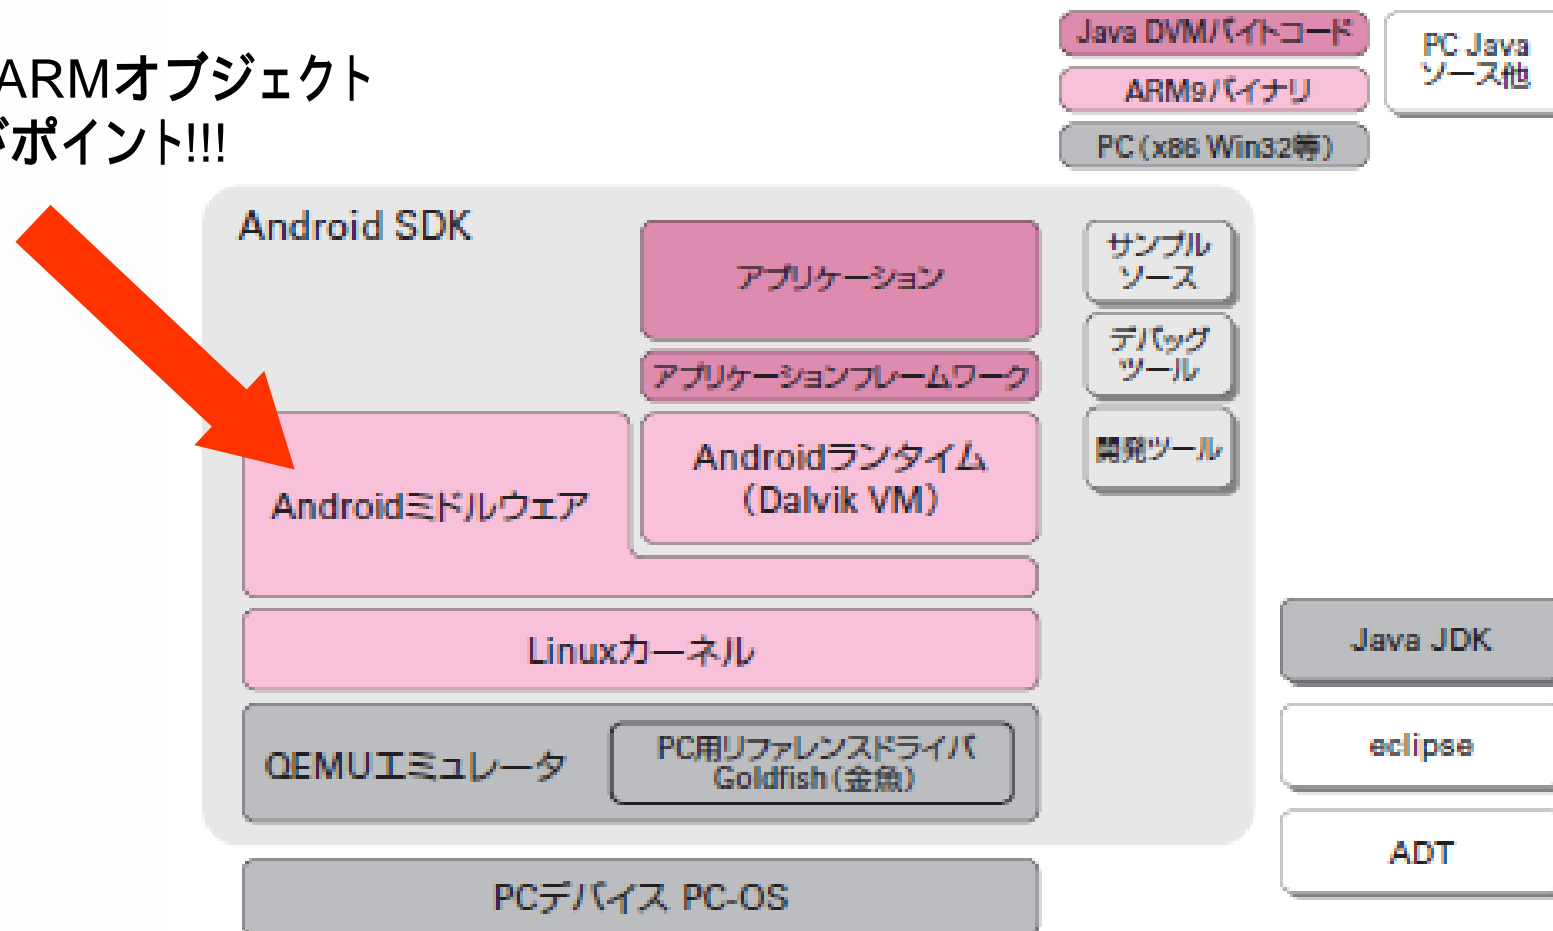 ARMオブジェクト
がポイント!!!
Java DVMバイトコード
ARM9バイナリ
PC(x86 Win32等)
PC Java
ソース他
Android SDK
アプリケーション
アプリケーションフレームワーク
Androidランタイム
(Dalvik VM)
Androidミドルウェア
Linuxカーネル
QEMUエミュレータ
PC用リファレンスドライバ
Goldfish(金魚)
PCデバイス PC-OS
サンプル
ソース
デバッグ
ツール
開発ツール
Java JDK
eclipse
ADT